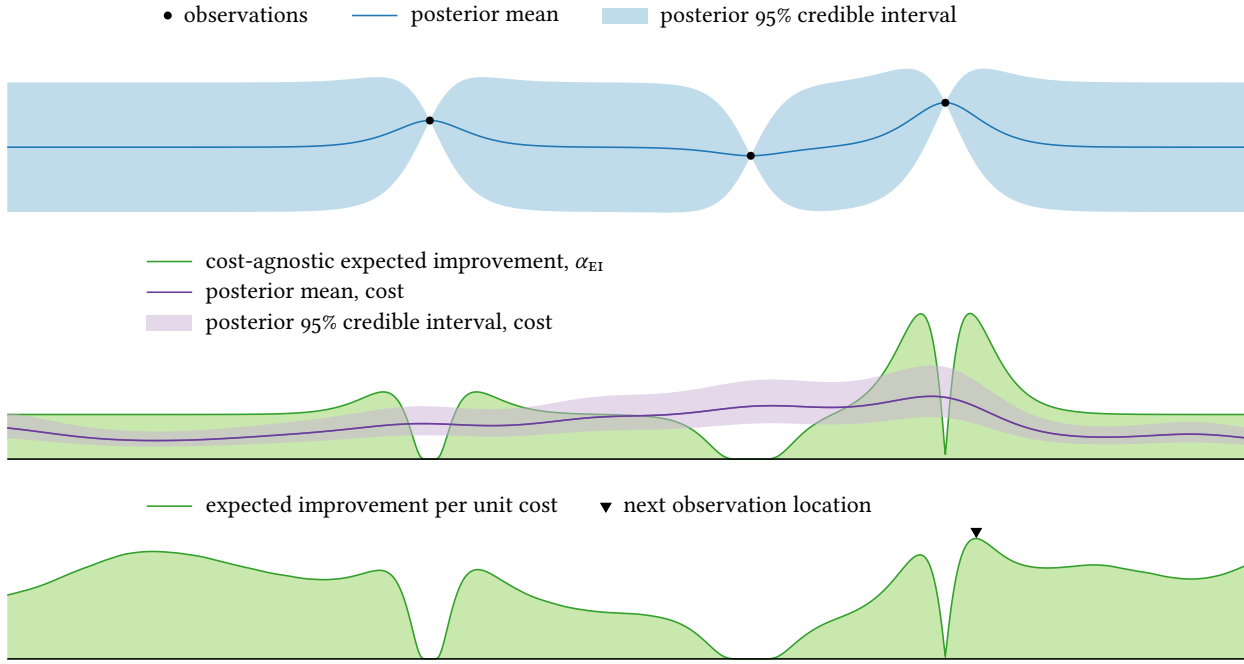 observations posterior mean posterior 95% credible interval
cost-agnostic expected improvement, αEI
posterior mean, cost
posterior 95% credible interval, cost
expected improvement per unit cost next observation location